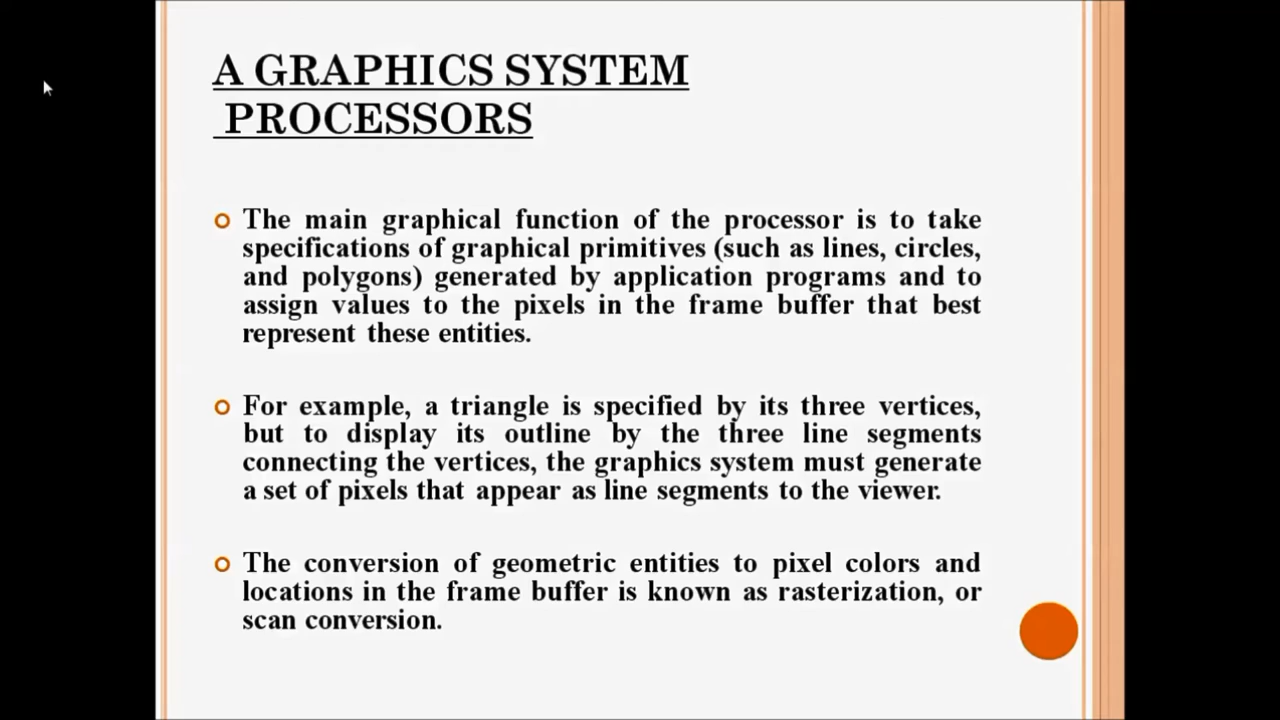 A GRAPHICS SYSTEM
PROCESSORS
The main graphical function of the processor is to take
specifications of graphical primitives (such as lines, circles,
and polygons) generated by application programs and to
assign values to the pixels in the frame buffer that best
represent these entities.
For example, a triangle is specified by its three vertices,
but to display its outline by the three line segments
connecting the vertices, the graphics system must generate
a set of pixels that appear as line segments to the viewer.
The conversion of geometric entities to pixel colors and
locations in the frame buffer is known as rasterization, or
scan conversion.